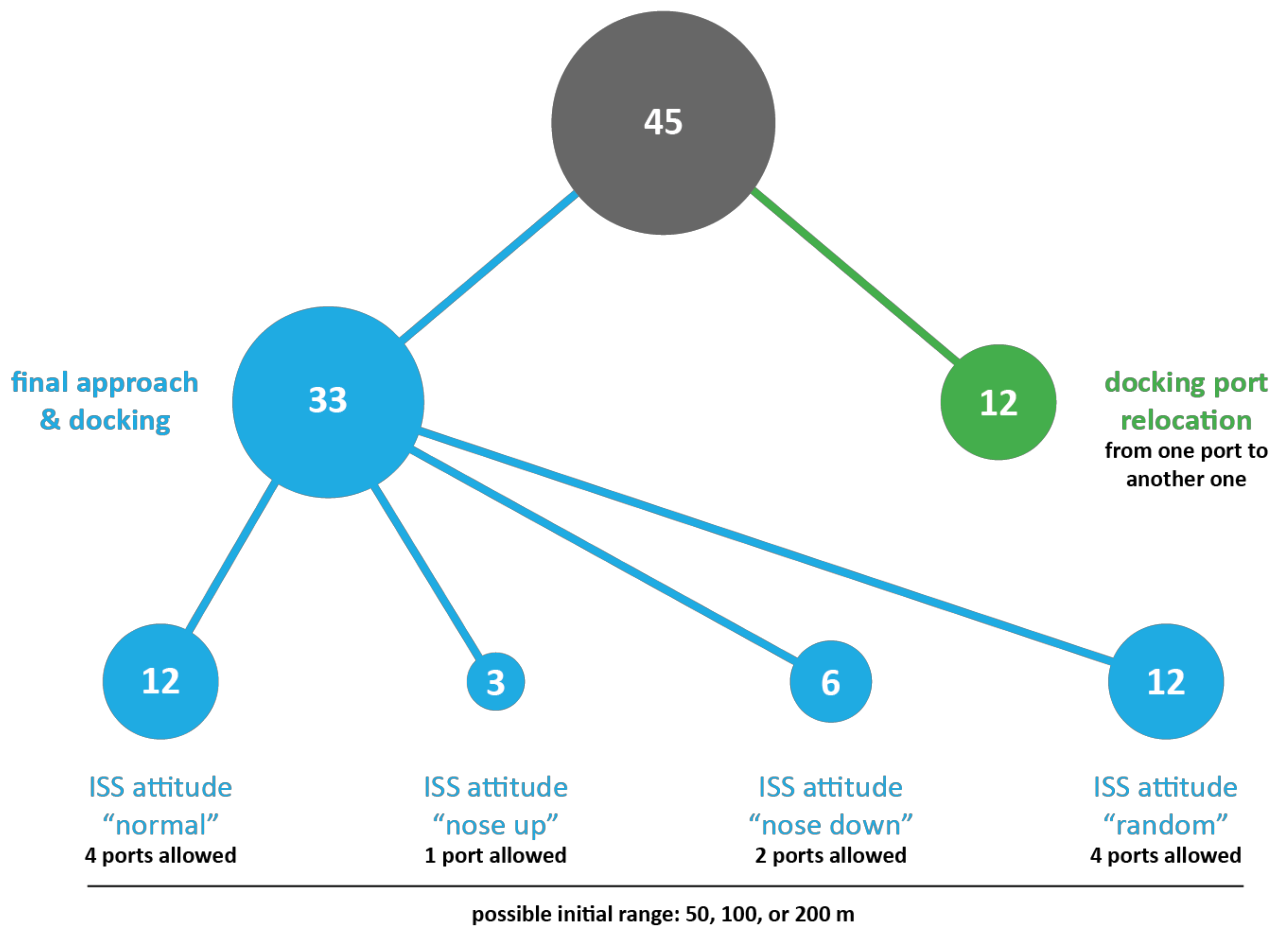 45
final approach
& docking
33
12
docking port
relocation
from one port to
another one
12
3
6
12
ISS attitude
“normal”
4 ports allowed
ISS attitude
“nose up”
1 port allowed
ISS attitude
“nose down”
2 ports allowed
ISS attitude
“random”
4 ports allowed
possible initial range: 50, 100, or 200 m